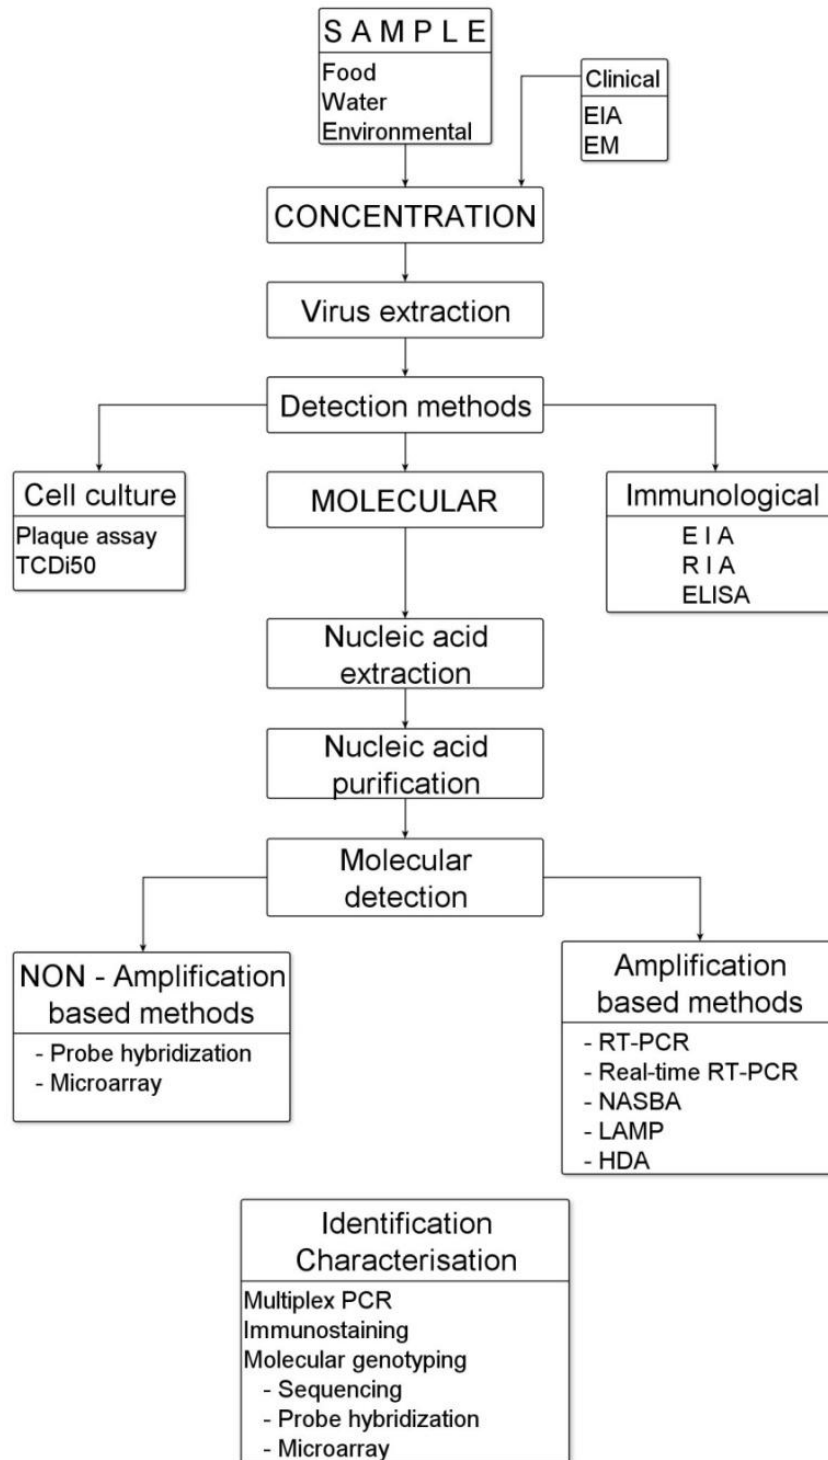 S A M P L E
Food
Water
Environmental
Clinical
EIA
EM
CONCENTRATION
Virus extraction
Detection methods
Cell culture
Plaque assay
TCDi50
MOLECULAR
Immunological
E I A
R I A
ELISA
Nucleic acid
extraction
Nucleic acid
purification
Molecular
detection
NON - Amplification
based methods
- Probe hybridization
- Microarray
Amplification
based methods
- RT-PCR
- Real-time RT-PCR
- NASBA
- LAMP
- HDA
Identification
Characterisation
Multiplex PCR
Immunostaining
Molecular genotyping
- Sequencing
- Probe hybridization
- Microarray